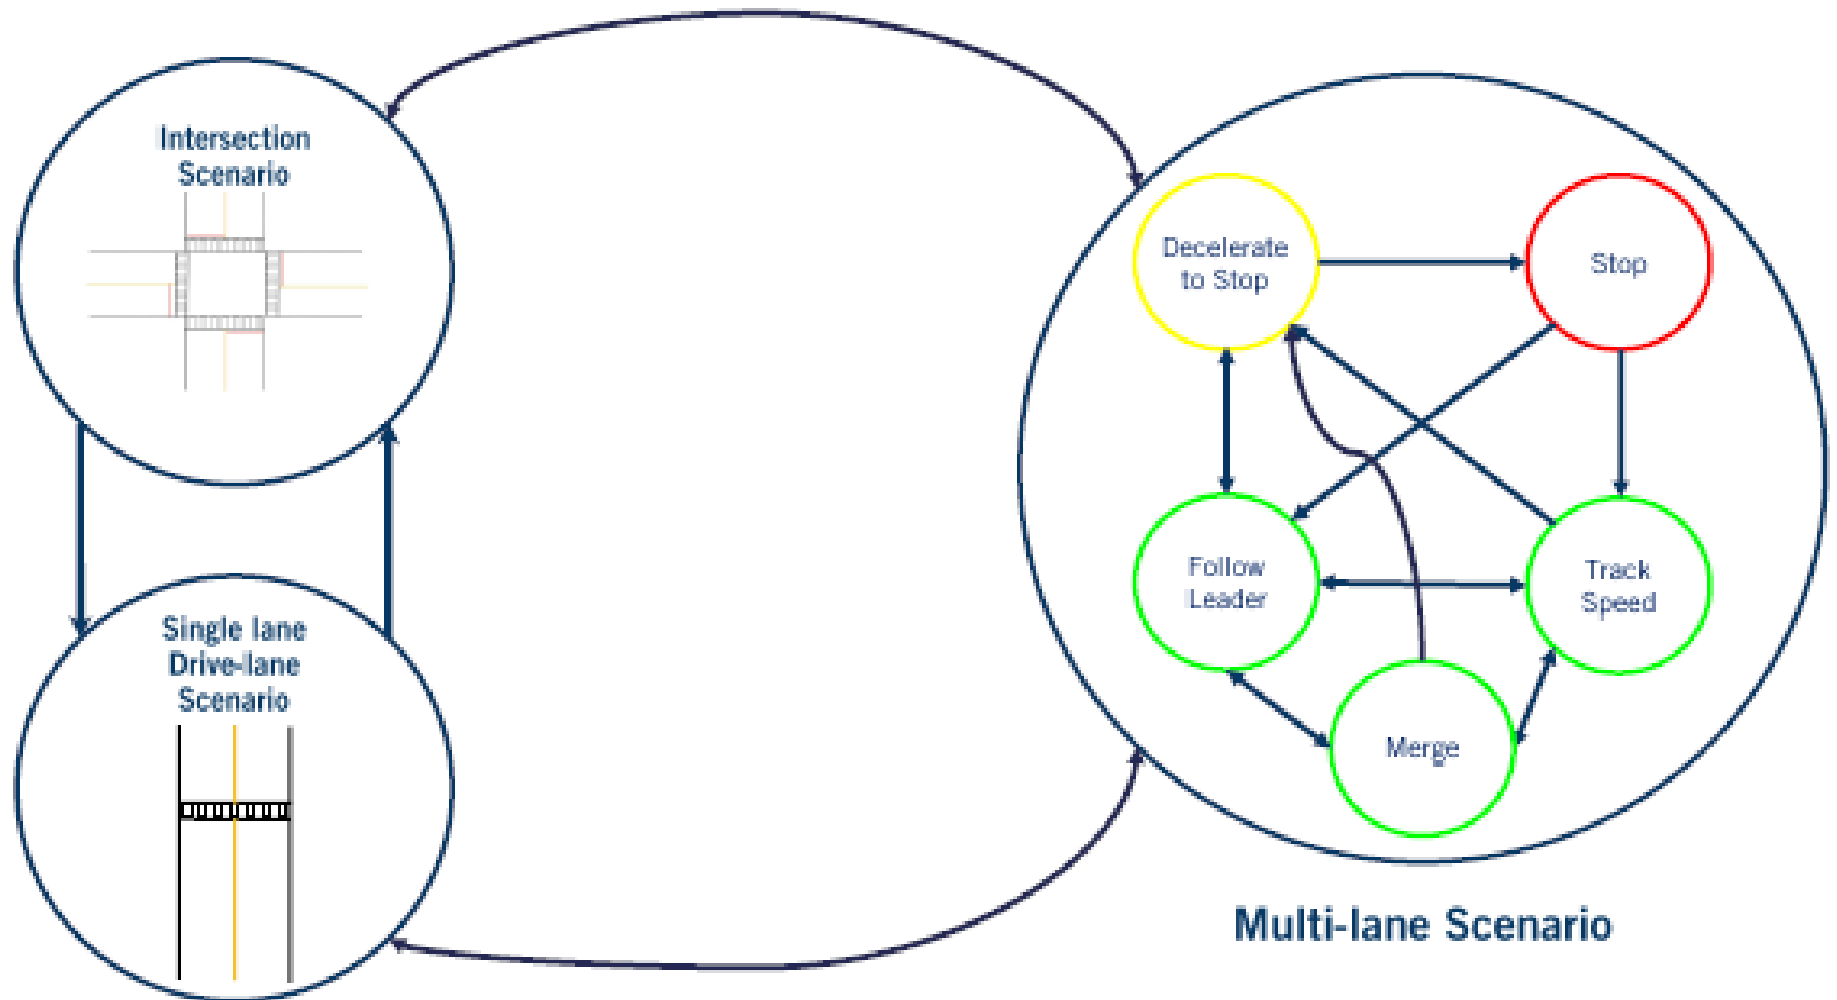 Intersection
Scenario
Single lane
Drive-lane
Scenario
Decelerate
to Stop
Stop
Follow
Leader
Track
Speed
Merge
Multi-lane Scenario